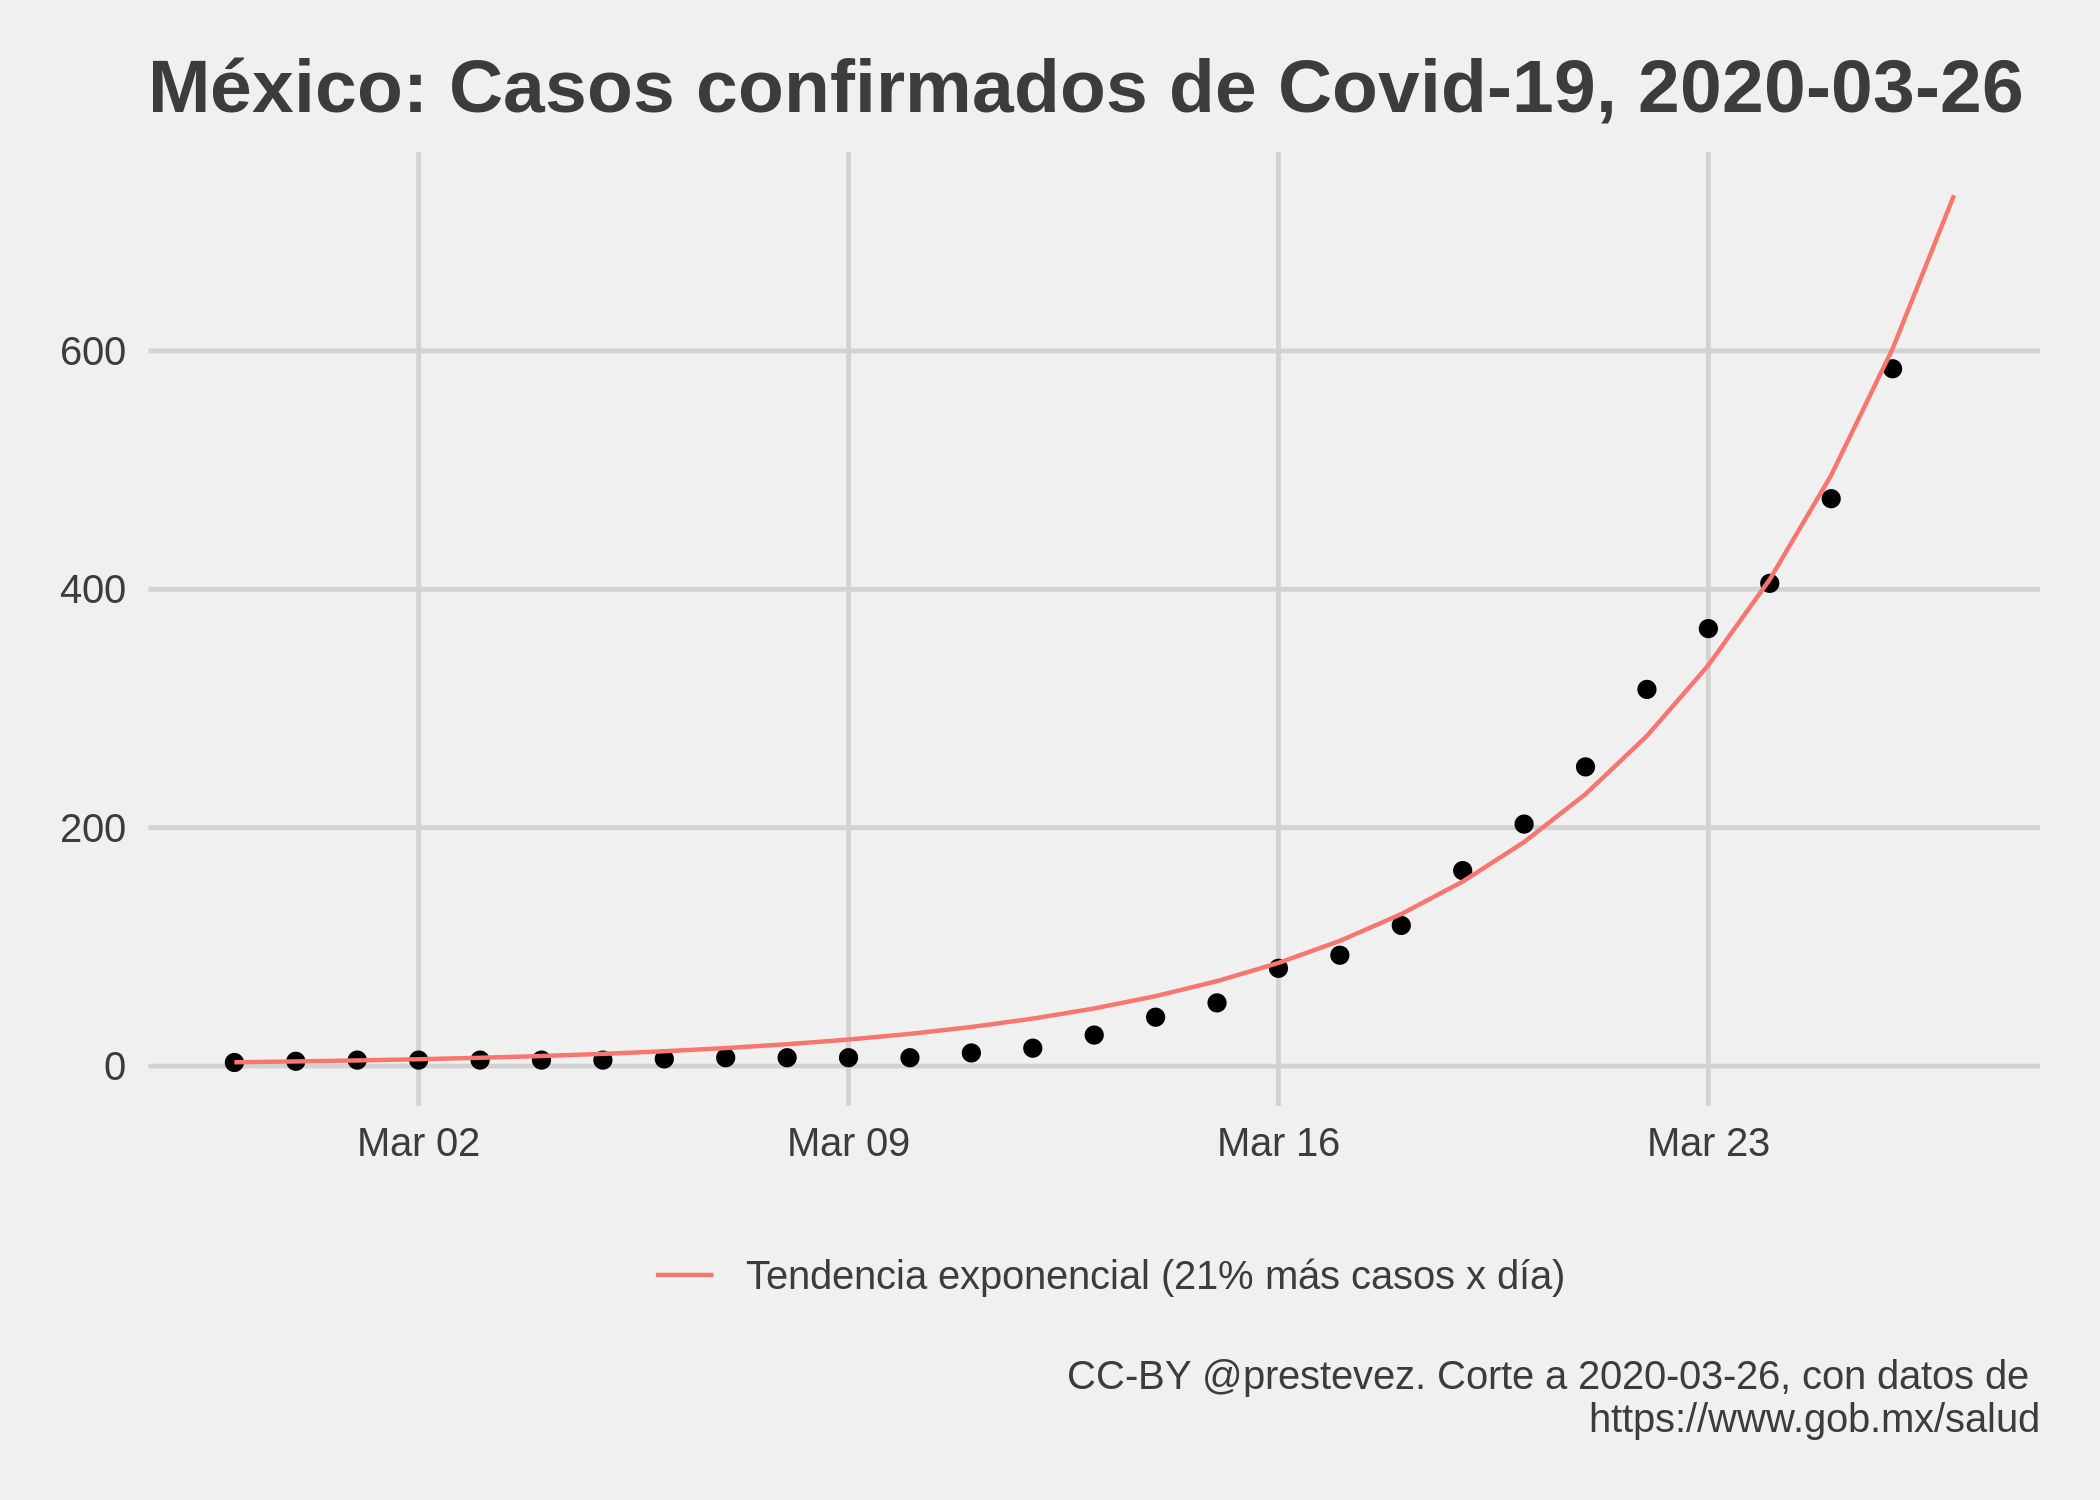 México: Casos confirmados de Covid-19, 2020-03-26
600
400
200
0
Mar 02 Mar 09 Mar 16 Mar 23
Tendencia exponencial (21% más casos x día)
CC-BY @prestevez. Corte a 2020-03-26, con datos de
https://www.gob.mx/salud